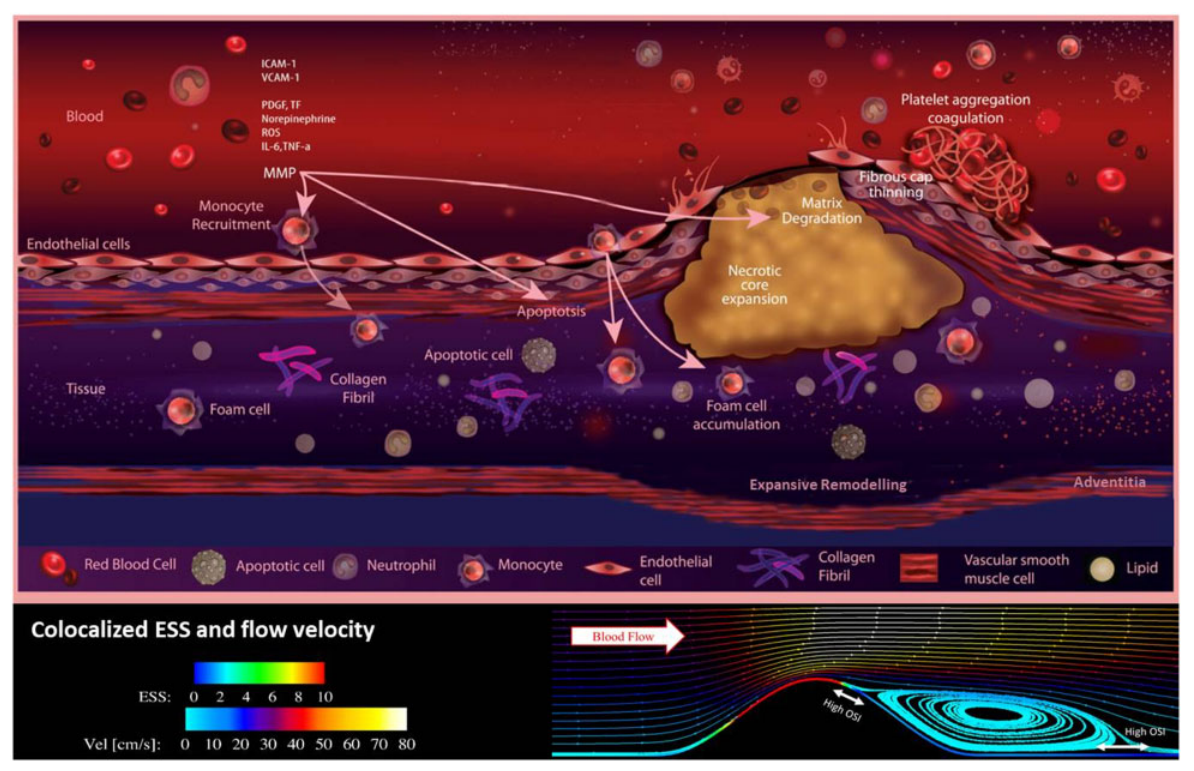 ICAM-1
VCAM-1
PDGF, TF
Norepinephrine
ROS
IL-6,TNF-a
MMP
Blood
Monocyte
Recruitment
Endothelial cells
Platelet aggregation
coagulation
Fibrous cap
thinning
Matrix
Degradation
Necrotic
core
expansion
Apoptotsis
Apoptotic cell
Collagen
Fibril
Tissue
Foam cell
Foam cell
accumulation
Expansive Remodelling
Adventitia
Red Blood Cell
Apoptotic cell
Neutrophil
Monocyte
Endothelial
cell
Collagen
Fibril
Vascular smooth
muscle cell
Lipid
Colocalized ESS and flow velocity
ESS: 0 2 4 6 8 10
Vel [cm/s]: 0 10 20 30 40 50 60 70 80
Blood Flow
High OSI
High OSI